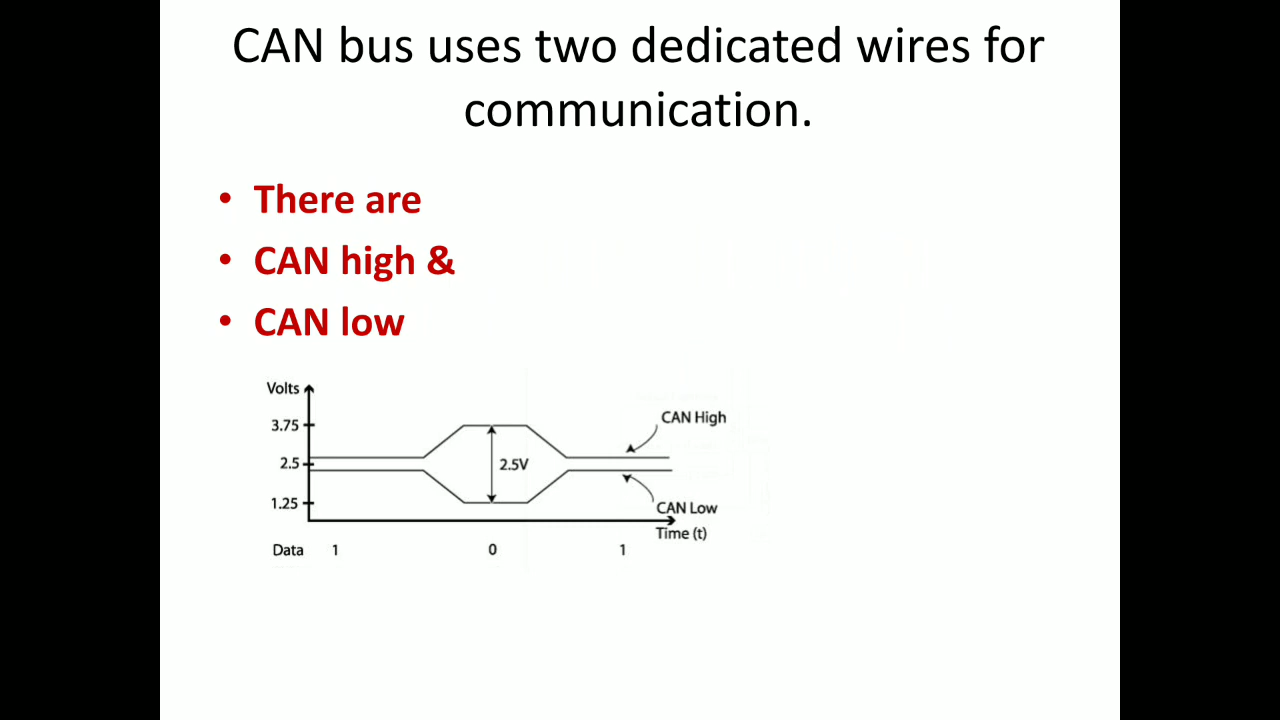 CAN bus uses two dedicated wires for
communication.
• There are
• CAN high &
• CAN low
Volts
3.75
CAN High
2.5
2.5V
1.25
CAN Low
Time (t)
Data 1 0 1